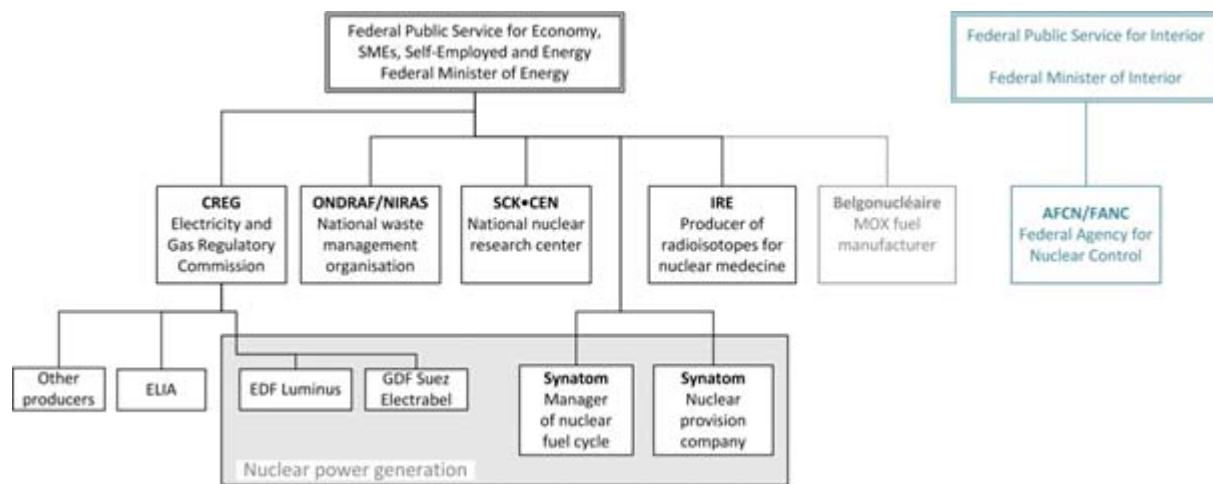 Federal Public Service for Economy,
SMEs, Self-Employed and Energy
Federal Minister of Energy
Federal Public Service for Interior
Federal Minister of Interior
CREG
Electricity and
Gas Regulatory
Commission
ONDRAF/NIRAS
National waste
management
organisation
SCK•CEN
National nuclear
research center
IRE
Producer of
radioisotopes for
nuclear medecine
Belgonucléaire
MOX fuel
manufacturer
AFCN/FANC
Federal Agency for
Nuclear Control
Other
producers
ELIA
EDF Luminus
GDF Suez
Electrabel
Synatom
Manager
of nuclear
fuel cycle
Synatom
Nuclear
provision
company
Nuclear power generation